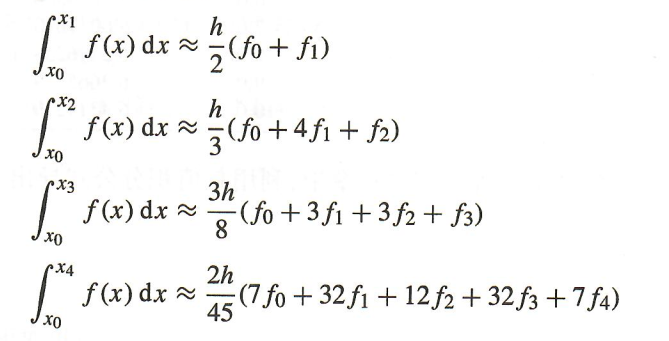 ∫_{x0}^{x1} f(x) dx ≈ h/2 (f0 + f1)
∫_{x0}^{x2} f(x) dx ≈ h/3 (f0 + 4f1 + f2)
∫_{x0}^{x3} f(x) dx ≈ 3h/8 (f0 + 3f1 + 3f2 + f3)
∫_{x0}^{x4} f(x) dx ≈ 2h/45 (7f0 + 32f1 + 12f2 + 32f3 + 7f4)